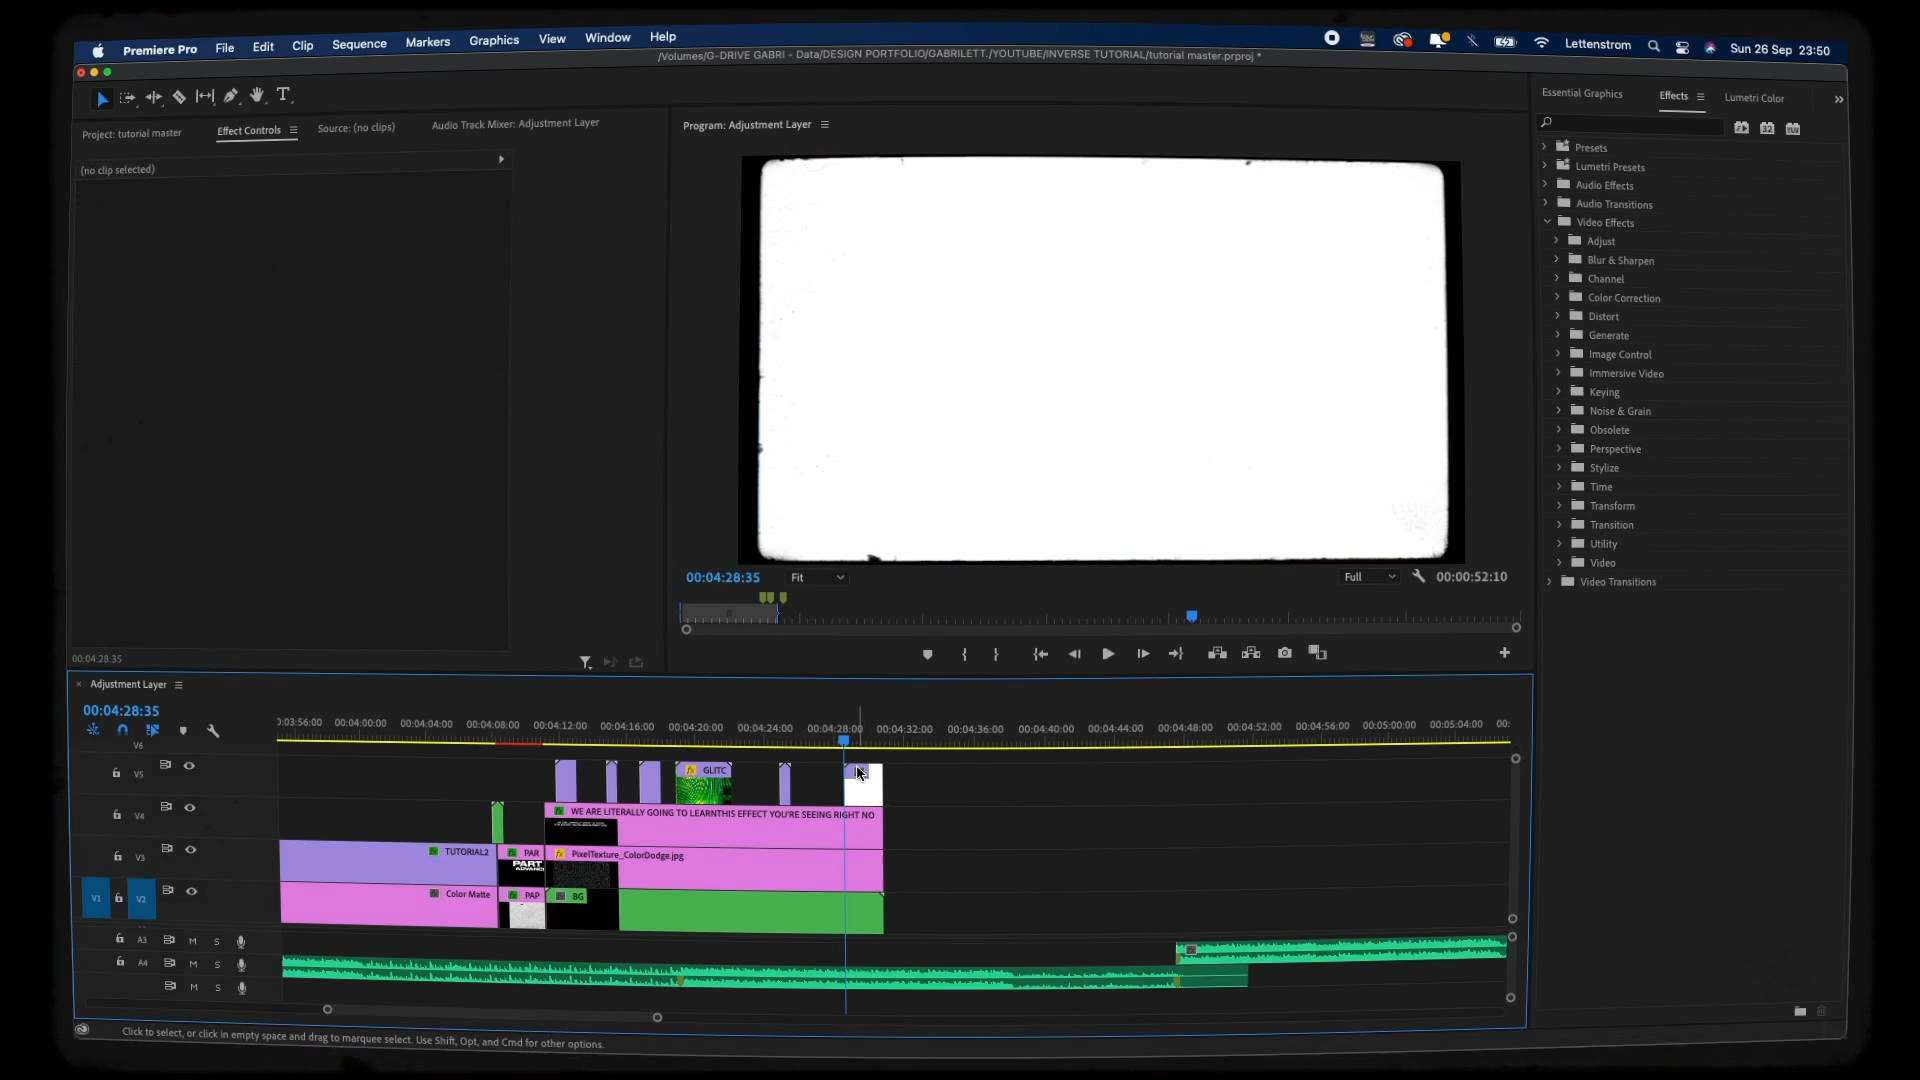 Premiere Pro File Edit Clip Sequence Markers Graphics View Window Help
Lettenstrom Sun 26 Sep 23:50
/Volumes/G-DRIVE GABRI - Data/DESIGN PORTFOLIO/GABRILETT./YOUTUBE/INVERSE TUTORIAL/tutorial master.prproj *
Project: tutorial master
Effect Controls
Source: (no clips)
Audio Track Mixer: Adjustment Layer
(no clip selected)
00:04:28:35
Program: Adjustment Layer
00:04:28:35
Fit
Full
00:00:52:10
Essential Graphics
Effects
Lumetri Color
32
YUV
Presets
Lumetri Presets
Audio Effects
Audio Transitions
Video Effects
Adjust
Blur & Sharpen
Channel
Color Correction
Distort
Generate
Image Control
Immersive Video
Keying
Noise & Grain
Obsolete
Perspective
Stylize
Time
Transform
Transition
Utility
Video
Video Transitions
Adjustment Layer
00:04:28:35
0:03:56:00 00:04:00:00 00:04:04:00 00:04:08:00 00:04:12:00 00:04:16:00 00:04:20:00 00:04:24:00 00:04:28:00 00:04:32:00 00:04:36:00 00:04:40:00 00:04:44:00 00:04:48:00 00:04:52:00 00:04:56:00 00:05:00:00 00:05:04:00 00:
V6
V5
fx GLITC
V4
fx WE ARE LITERALLY GOING TO LEARNTHIS EFFECT YOU'RE SEEING RIGHT NO
V3
fx TUTORIAL2
fx PAR
PART
ADVANC
fx PixelTexture_ColorDodge.jpg
V1 V2
fx Color Matte
fx PAP
fx BG
A3 M S
A4 M S
M S
Click to select, or click in empty space and drag to marquee select. Use Shift, Opt, and Cmd for other options.